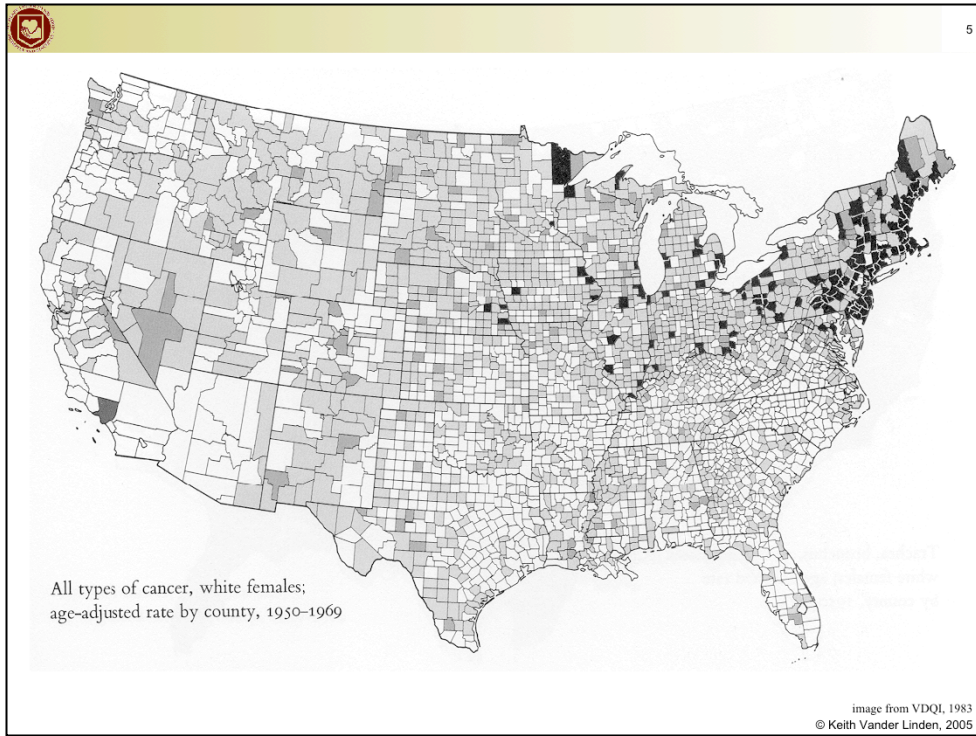 5
All types of cancer, white females;
age-adjusted rate by county, 1950–1969
image from VDQI, 1983
© Keith Vander Linden, 2005